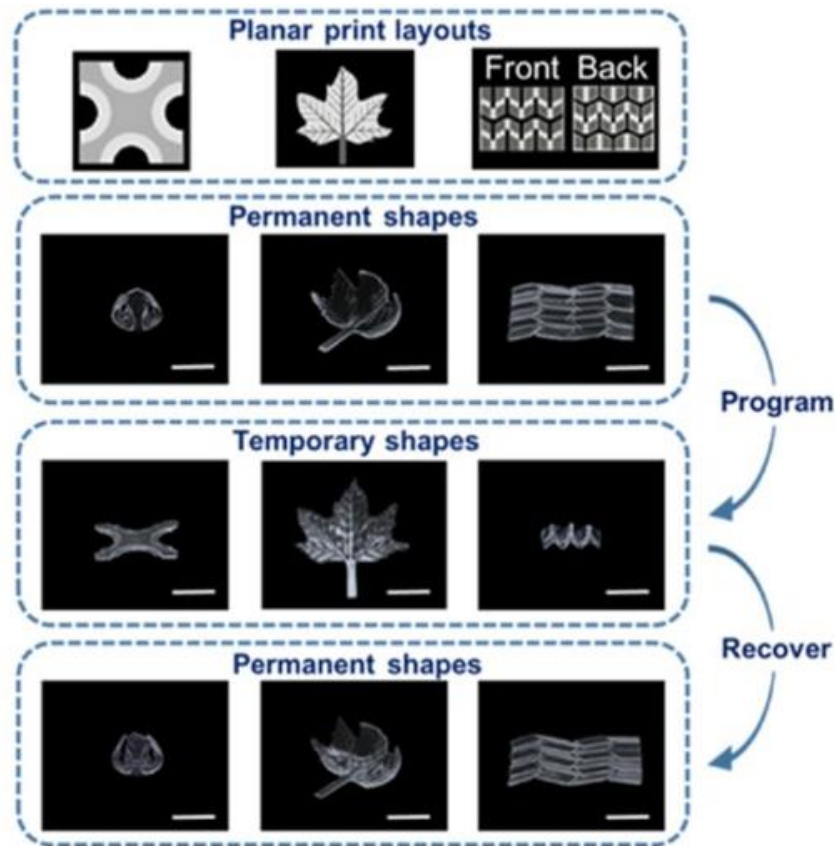 Planar print layouts
Front Back
Permanent shapes
Program
Temporary shapes
Recover
Permanent shapes